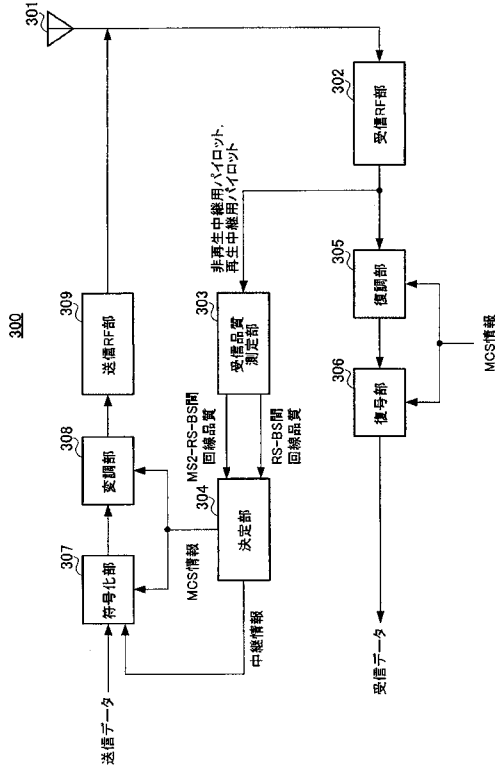 300
301
302
受信RF部
非再生中継用パイロット,
再生中継用パイロット
303
受信品質
測定部
MS2-RS-BS間
回線品質
RS-BS間
回線品質
304
決定部
中継情報
MCS情報
305
復調部
306
復号部
MCS情報
受信データ
307
符号化部
308
変調部
309
送信RF部
送信データ